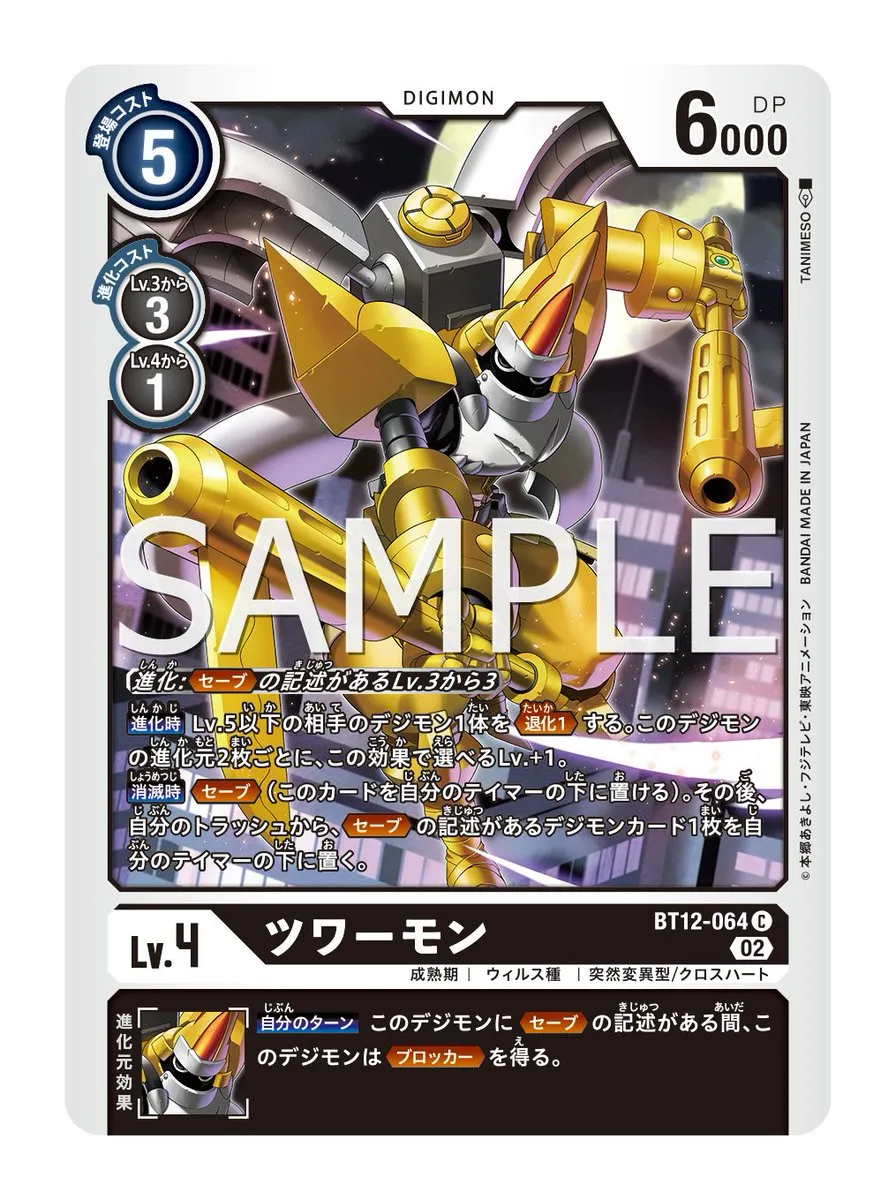 DIGIMON
登場コスト
5
DP
6000
進化コスト
Lv.3から
3
Lv.4から
1
TANIMESO
SAMPLE
進化:セーブの記述があるLv.3から3
進化時 Lv.5以下の相手のデジモン1体を 退化1 する。このデジモン
の進化元2枚ごとに、この効果で選べるLv.+1。
消滅時 セーブ (このカードを自分のテイマーの下に置ける)。その後、
自分のトラッシュから、セーブ の記述があるデジモンカード1枚を自
分のテイマーの下に置く。
© 本郷あきよし・フジテレビ・東映アニメーション BANDAI MADE IN JAPAN
Lv.4
ツワーモン
BT12-064 C
02
成熟期 | ウィルス種 | 突然変異型/クロスハート
進化元効果
自分のターン このデジモンに セーブ の記述がある間、こ
のデジモンは ブロッカー を得る。